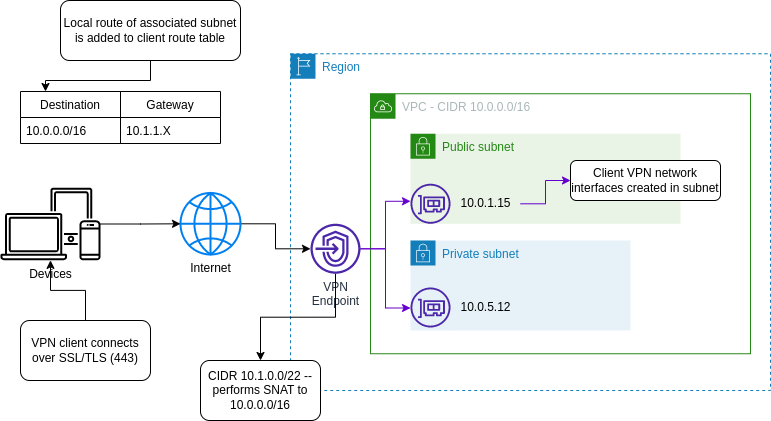 Local route of associated subnet
is added to client route table
Region
Destination
Gateway
VPC - CIDR 10.0.0.0/16
10.0.0.0/16
10.1.1.X
Public subnet
Client VPN network
interfaces created in subnet
10.0.1.15
Private subnet
Internet
Devices
VPN
Endpoint
10.0.5.12
VPN client connects
over SSL/TLS (443)
CIDR 10.1.0.0/22 --
performs SNAT to
10.0.0.0/16